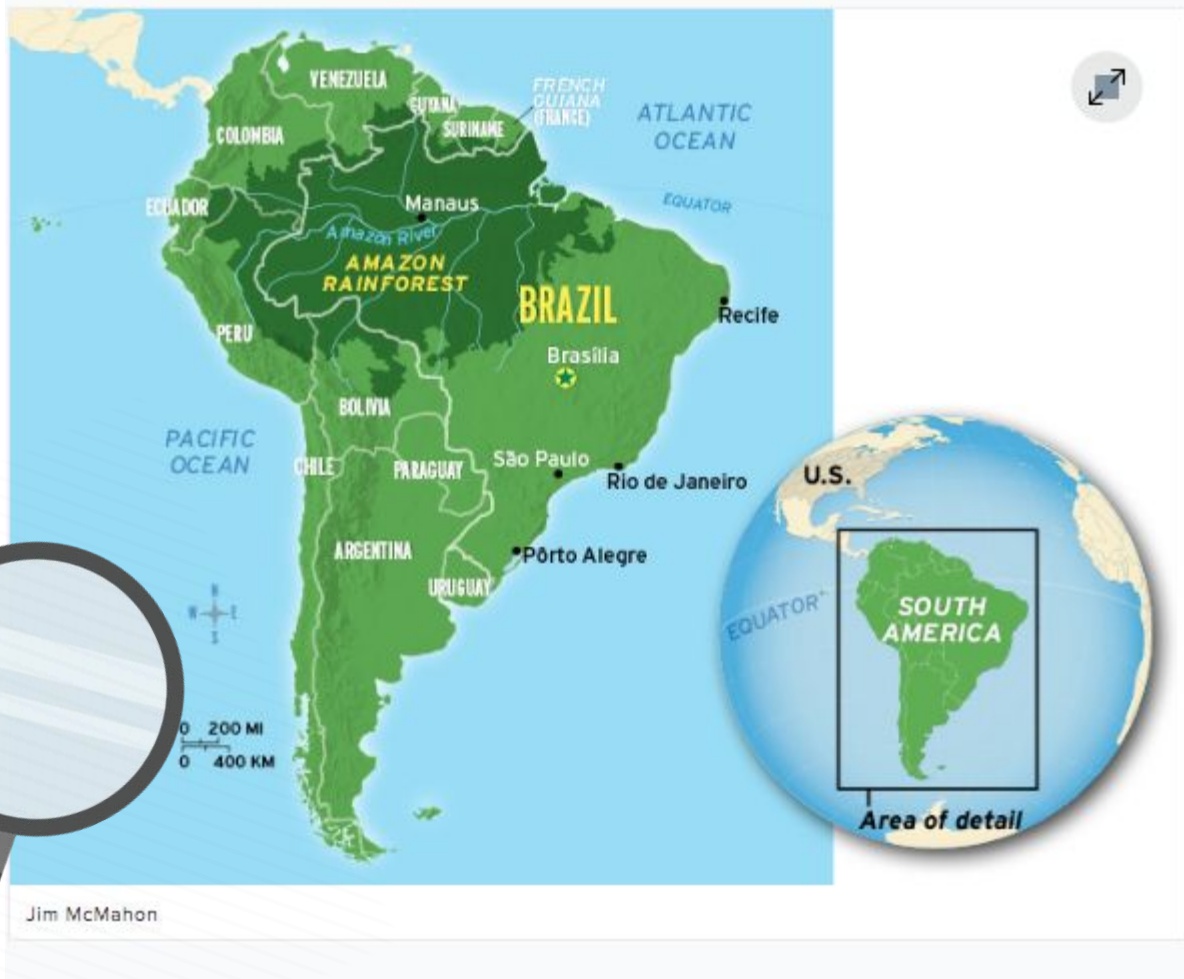 VENEZUELA
GUYANA
FRENCH
GUIANA
(FRANCE)
SURINAME
COLOMBIA
ATLANTIC
OCEAN
ECUADOR
EQUATOR
Manaus
Amazon River
AMAZON
RAINFOREST
BRAZIL
Recife
PERU
Brasília
BOLIVIA
PACIFIC
OCEAN
CHILE
PARAGUAY
São Paulo
Rio de Janeiro
ARGENTINA
Pôrto Alegre
URUGUAY
N
W E
S
0 200 MI
0 400 KM
U.S.
EQUATOR
SOUTH
AMERICA
Area of detail
Jim McMahon